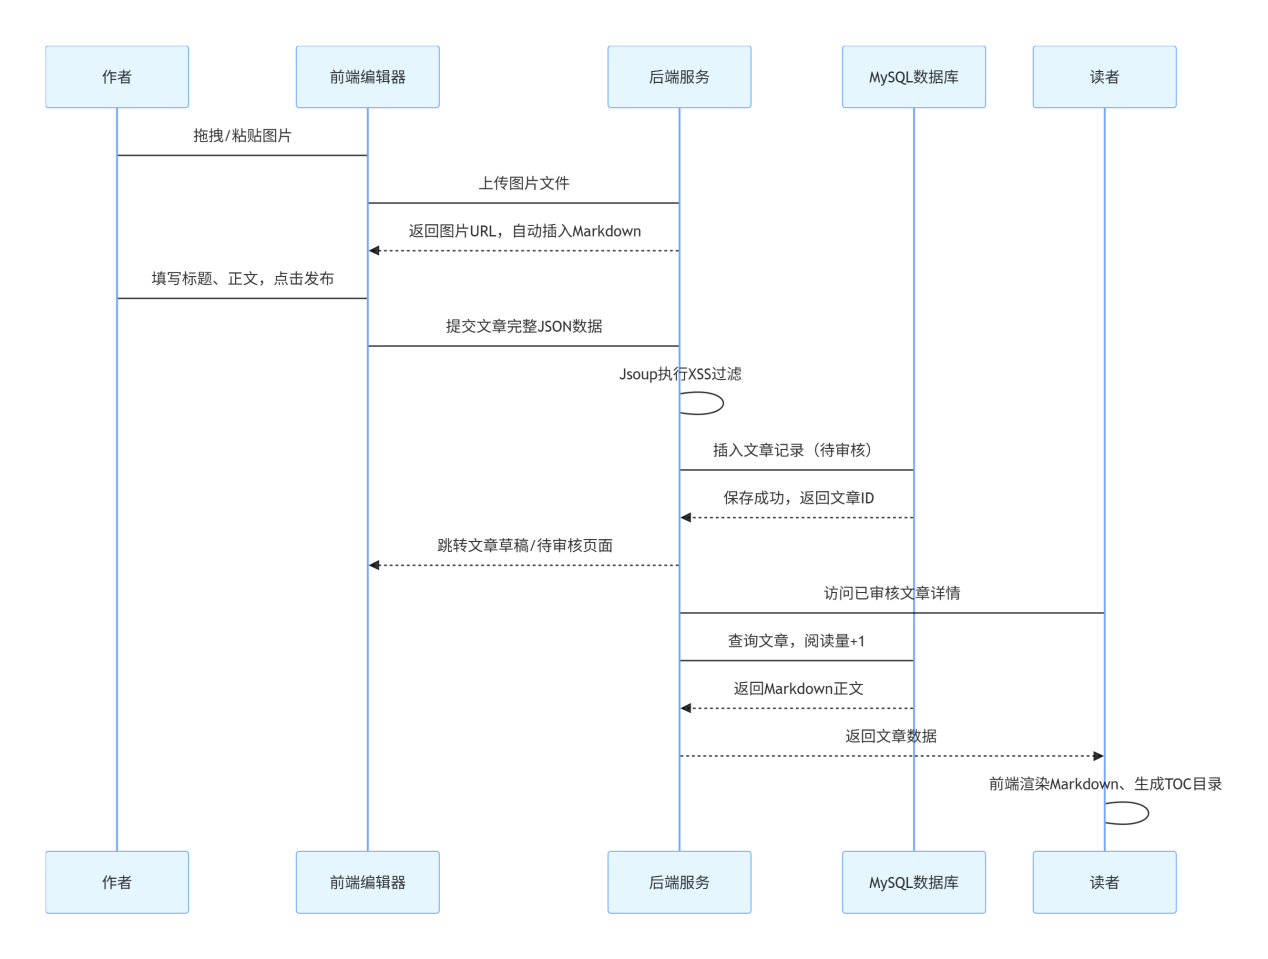 作者
前端编辑器
后端服务
MySQL数据库
读者
拖拽/粘贴图片
上传图片文件
返回图片URL，自动插入Markdown
填写标题、正文，点击发布
提交文章完整JSON数据
Jsoup执行XSS过滤
插入文章记录（待审核）
保存成功，返回文章ID
跳转文章草稿/待审核页面
访问已审核文章详情
查询文章，阅读量+1
返回Markdown正文
返回文章数据
前端渲染Markdown、生成TOC目录
作者
前端编辑器
后端服务
MySQL数据库
读者